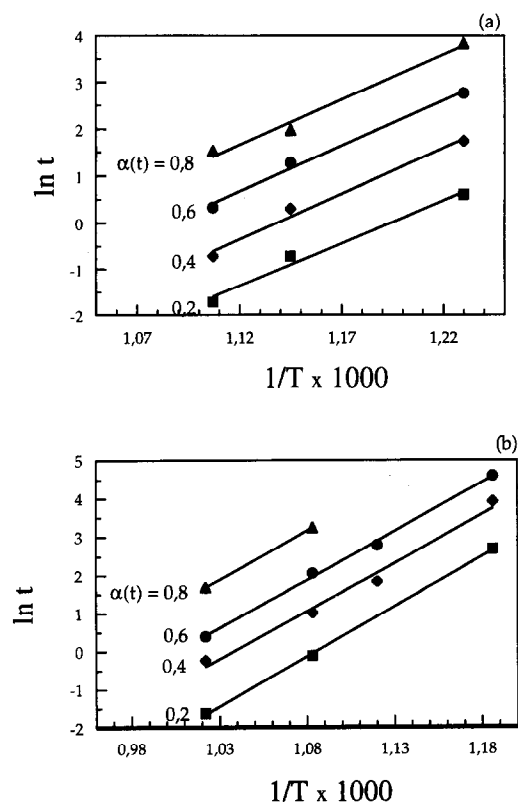 (a)
4
3
2
α(t) = 0,8
ln t
1
0,6
0
0,4
-1
0,2
-2
1,07 1,12 1,17 1,22
1/T x 1000
(b)
5
4
3
2
α(t) = 0,8
ln t
1
0,6
0
0,4
-1
0,2
-2
0,98 1,03 1,08 1,13 1,18
1/T x 1000